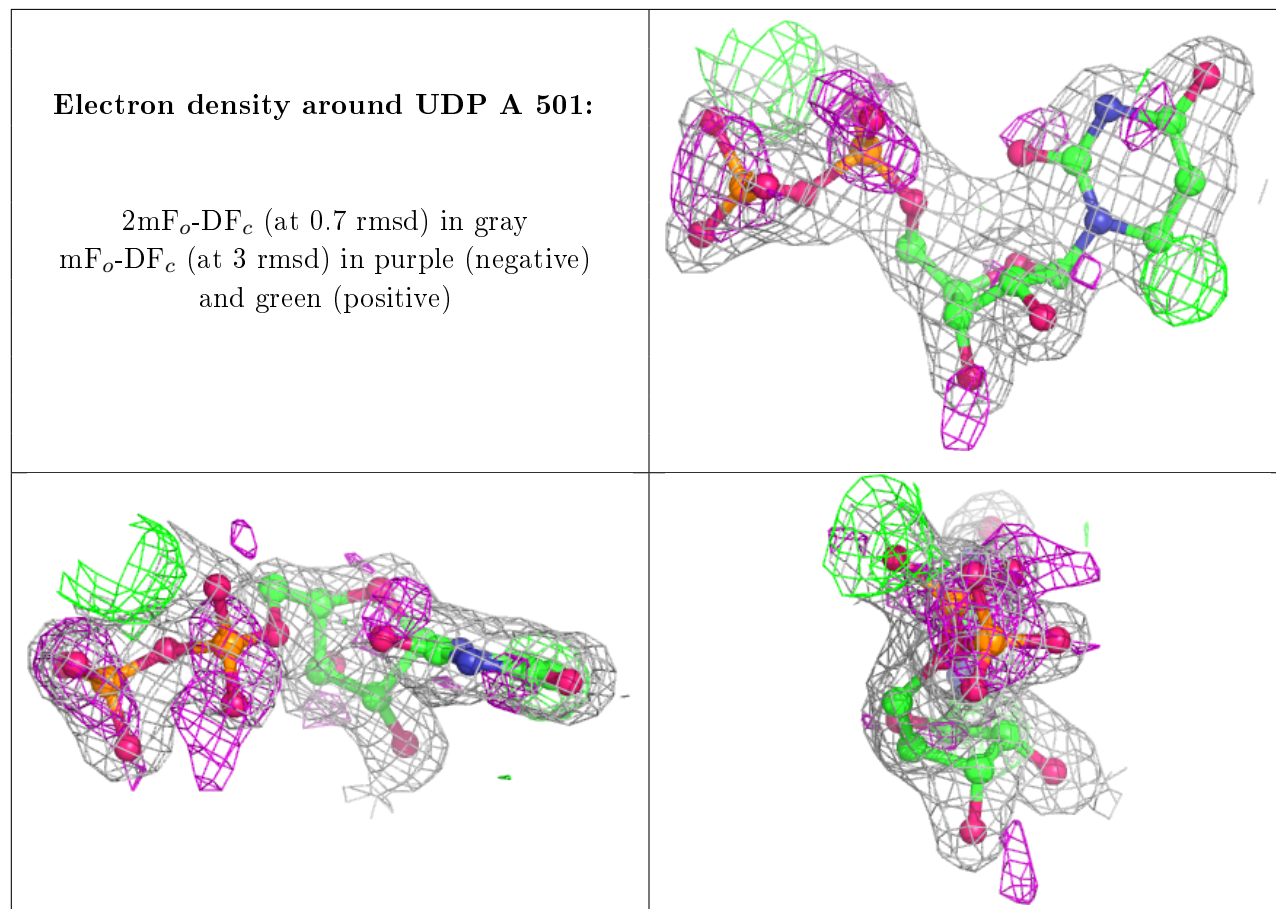 Electron density around UDP A 501:
2mFo-DFc (at 0.7 rmsd) in gray
mFo-DFc (at 3 rmsd) in purple (negative)
and green (positive)